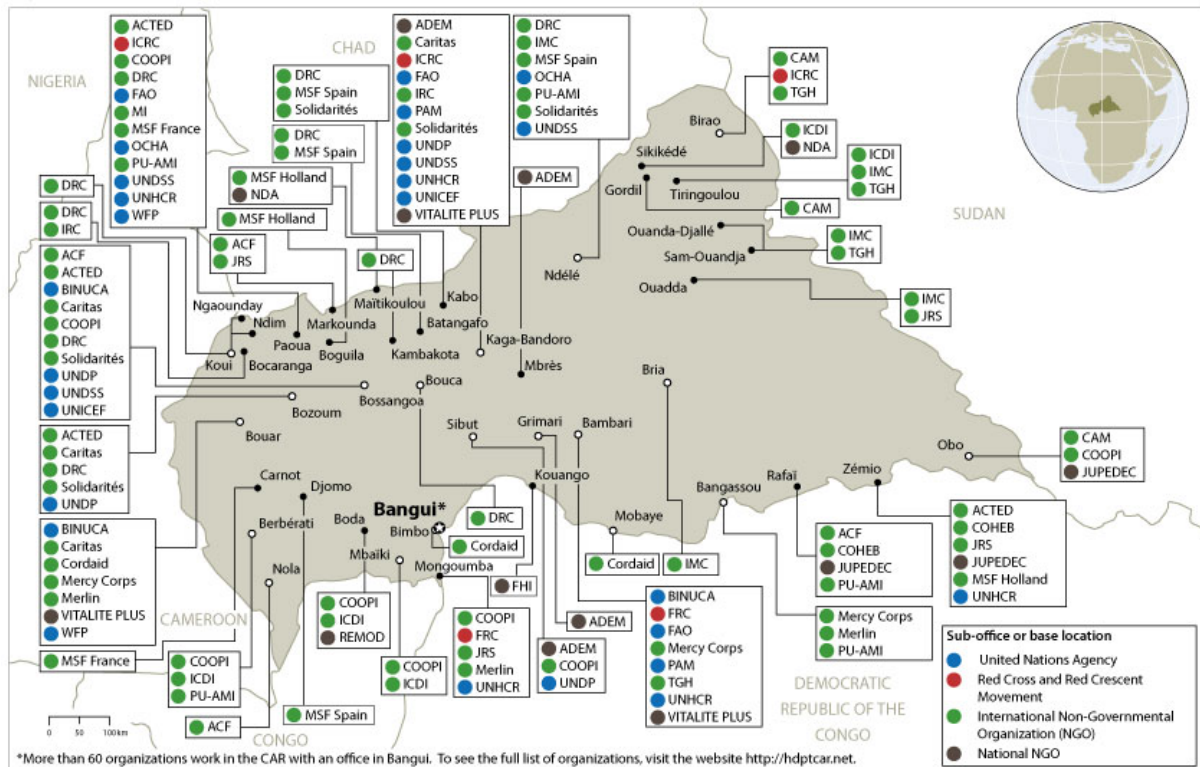 ACTED
ICRC
COOPI
DRC
FAO
MI
MSF France
OCHA
PU-AMI
UNDSS
UNHCR
WFP
CHAD
NIGERIA
DRC
MSF Spain
Solidarités
DRC
MSF Spain
MSF Holland
NDA
MSF Holland
ACF
JRS
DRC
ADEM
Caritas
ICRC
FAO
IRC
PAM
Solidarités
UNDP
UNDSS
UNHCR
UNICEF
VITALITE PLUS
DRC
IMC
MSF Spain
OCHA
PU-AMI
Solidarités
UNDSS
ADEM
CAM
ICRC
TGH
ICDI
NDA
ICDI
IMC
TGH
CAM
IMC
TGH
IMC
JRS
SUDAN
Birao
Sikikédé
Gordil
Tiringoulou
Ouanda-Djallé
Sam-Ouandja
Ouadda
Ndélé
DRC
DRC
IRC
ACF
ACTED
BINUCA
Caritas
COOPI
DRC
Solidarités
UNDP
UNDSS
UNICEF
Ngaounday
Ndim
Paoua
Koui
Bocaranga
Markounda
Boguila
Maïtikoulou
Kambakota
Kabo
Batangafo
Kaga-Bandoro
Mbrès
Bouca
Bossangoa
Bozoum
Bouar
Bria
Sibut
Grimari
Bambari
Kouango
Obo
Zémio
Rafaï
Bangassou
Mobaye
Carnot
Djomo
Berbérati
Boda
Bangui*
Bimbo
Mbaïki
Mongoumba
Nola
ACTED
Caritas
DRC
Solidarités
UNDP
BINUCA
Caritas
Cordaid
Mercy Corps
Merlin
VITALITE PLUS
WFP
CAMEROON
MSF France
COOPI
ICDI
PU-AMI
ACF
MSF Spain
CONGO
COOPI
ICDI
REMOD
COOPI
ICDI
DRC
Cordaid
FHI
COOPI
FRC
JRS
Merlin
UNHCR
ADEM
ADEM
COOPI
UNDP
Cordaid
IMC
BINUCA
FRC
FAO
Mercy Corps
PAM
TGH
UNHCR
VITALITE PLUS
ACF
COHEB
JUPEDEC
PU-AMI
Mercy Corps
Merlin
PU-AMI
CAM
COOPI
JUPEDEC
ACTED
COHEB
JRS
JUPEDEC
MSF Holland
UNHCR
DEMOCRATIC
REPUBLIC OF THE
CONGO
Sub-office or base location
United Nations Agency
Red Cross and Red Crescent
Movement
International Non-Governmental
Organization (NGO)
National NGO
0 50 100km
*More than 60 organizations work in the CAR with an office in Bangui. To see the full list of organizations, visit the website http://hdptcar.net.